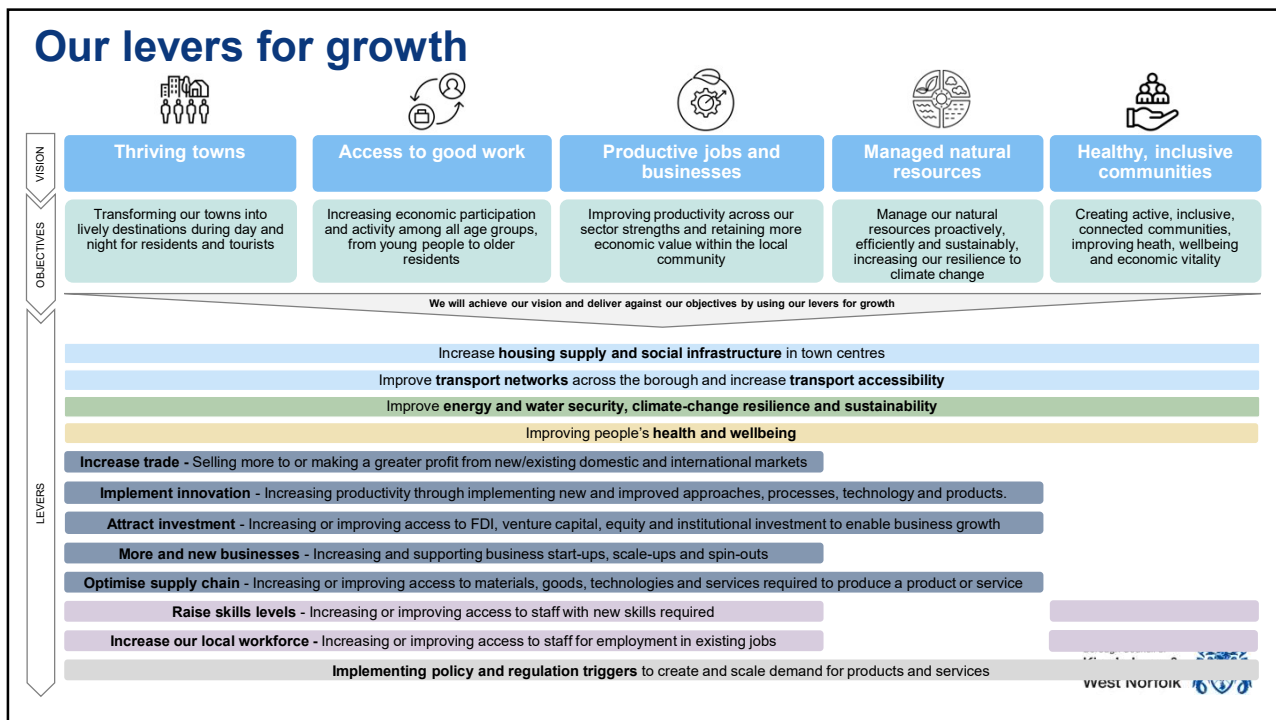 Our levers for growth
VISION
Thriving towns
Access to good work
Productive jobs and
businesses
Managed natural
resources
Healthy, inclusive
communities
OBJECTIVES
Transforming our towns into
lively destinations during day and
night for residents and tourists
Increasing economic participation
and activity among all age groups,
from young people to older
residents
Improving productivity across our
sector strengths and retaining more
economic value within the local
community
Manage our natural
resources proactively,
efficiently and sustainably,
increasing our resilience to
climate change
Creating active, inclusive,
connected communities,
improving heath, wellbeing
and economic vitality
We will achieve our vision and deliver against our objectives by using our levers for growth
LEVERS
Increase housing supply and social infrastructure in town centres
Improve transport networks across the borough and increase transport accessibility
Improve energy and water security, climate-change resilience and sustainability
Improving people's health and wellbeing
Increase trade - Selling more to or making a greater profit from new/existing domestic and international markets
Implement innovation - Increasing productivity through implementing new and improved approaches, processes, technology and products.
Attract investment - Increasing or improving access to FDI, venture capital, equity and institutional investment to enable business growth
More and new businesses - Increasing and supporting business start-ups, scale-ups and spin-outs
Optimise supply chain - Increasing or improving access to materials, goods, technologies and services required to produce a product or service
Raise skills levels - Increasing or improving access to staff with new skills required
Increase our local workforce - Increasing or improving access to staff for employment in existing jobs
Implementing policy and regulation triggers to create and scale demand for products and services
West Norfolk